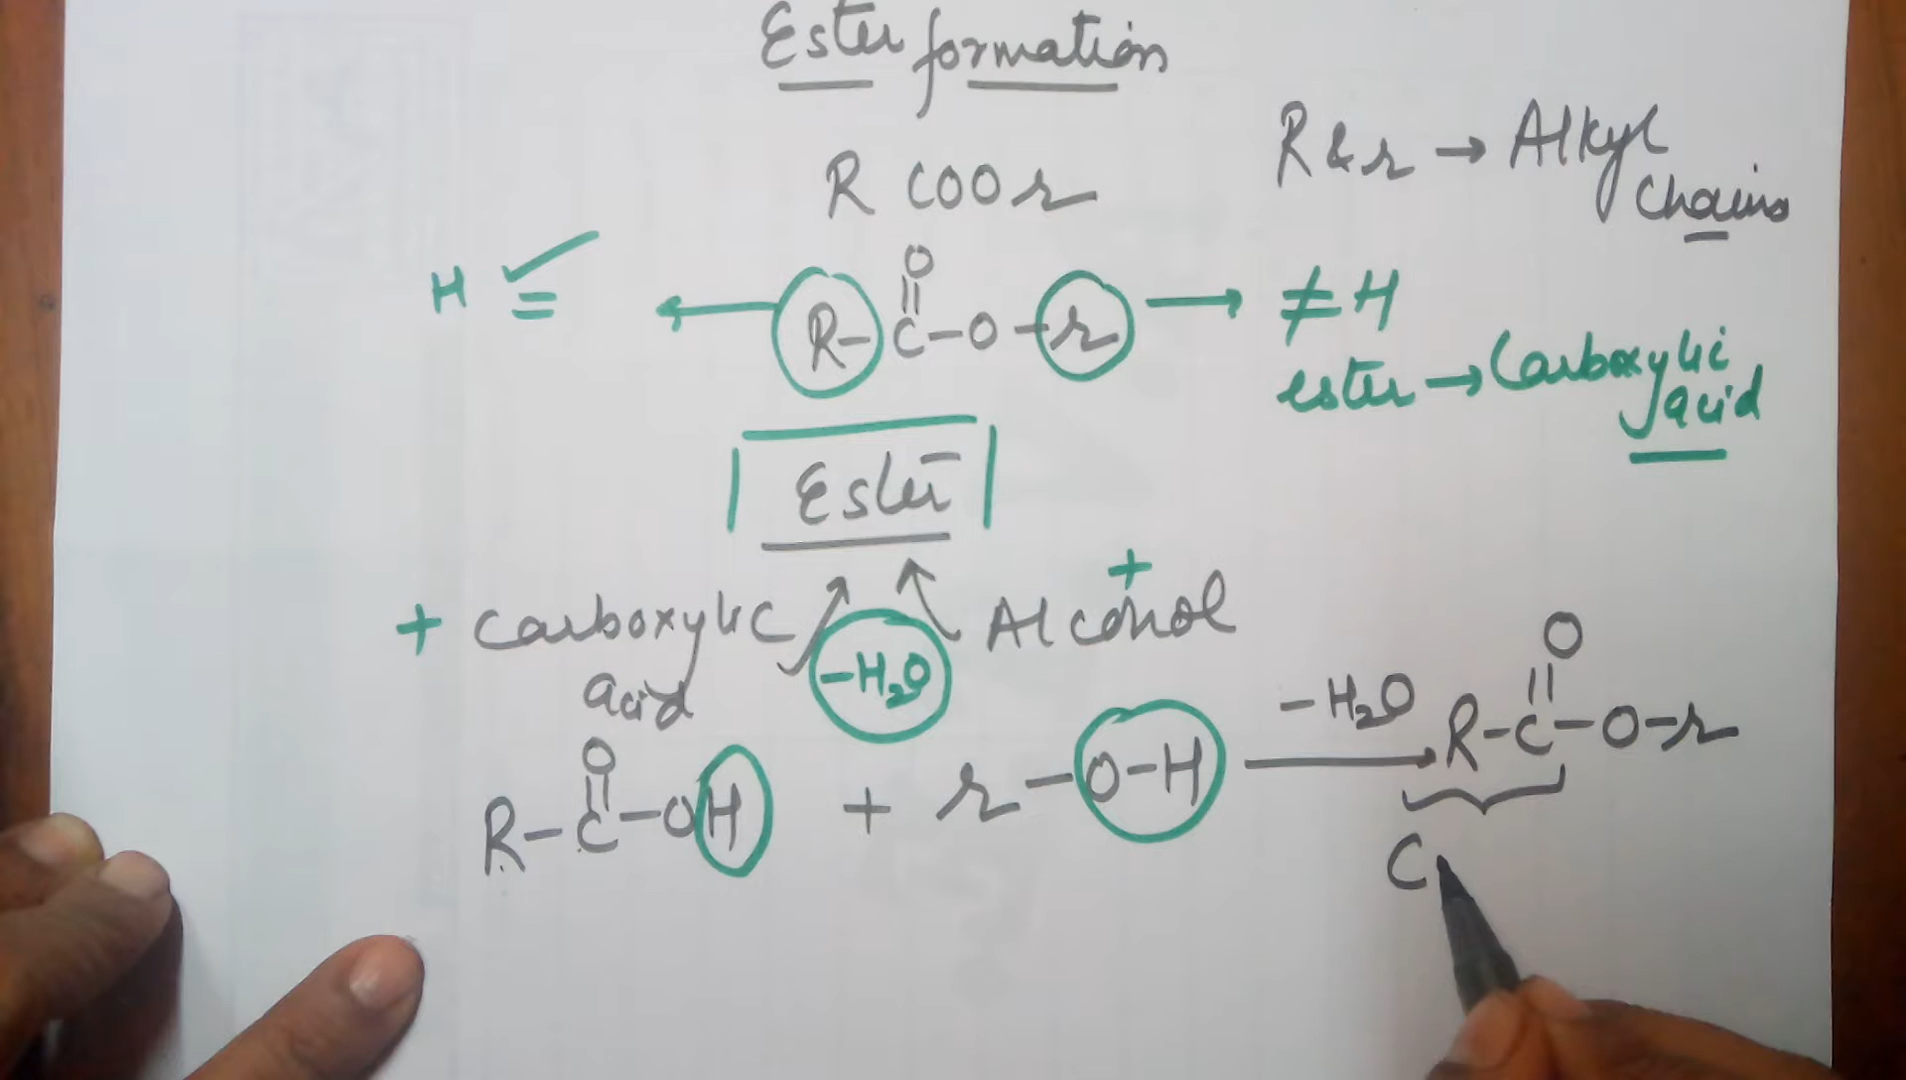 Ester formation
R COO r
R & r → Alkyl
chains
O
||
H = ← R-C-O-r → ≠ H
ester → Carboxylic
acid
Ester
+ Carboxylic
acid
-H₂O
+
Alcohol
O
||
R-C-OH + r-O-H
-H₂O
→
O
||
R-C-O-r
C